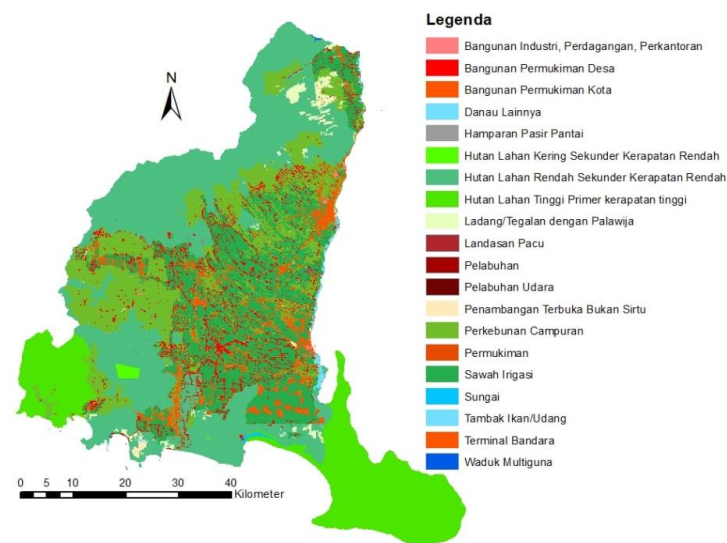 Legenda
Bangunan Industri, Perdagangan, Perkantoran
Bangunan Permukiman Desa
Bangunan Permukiman Kota
Danau Lainnya
Hamparan Pasir Pantai
Hutan Lahan Kering Sekunder Kerapatan Rendah
Hutan Lahan Rendah Sekunder Kerapatan Rendah
Hutan Lahan Tinggi Primer kerapatan tinggi
Ladang/Tegalan dengan Palawija
Landasan Pacu
Pelabuhan
Pelabuhan Udara
Penambangan Terbuka Bukan Sirtu
Perkebunan Campuran
Permukiman
Sawah Irigasi
Sungai
Tambak Ikan/Udang
Terminal Bandara
Waduk Multiguna
N
0 5 10 20 30 40
Kilometer